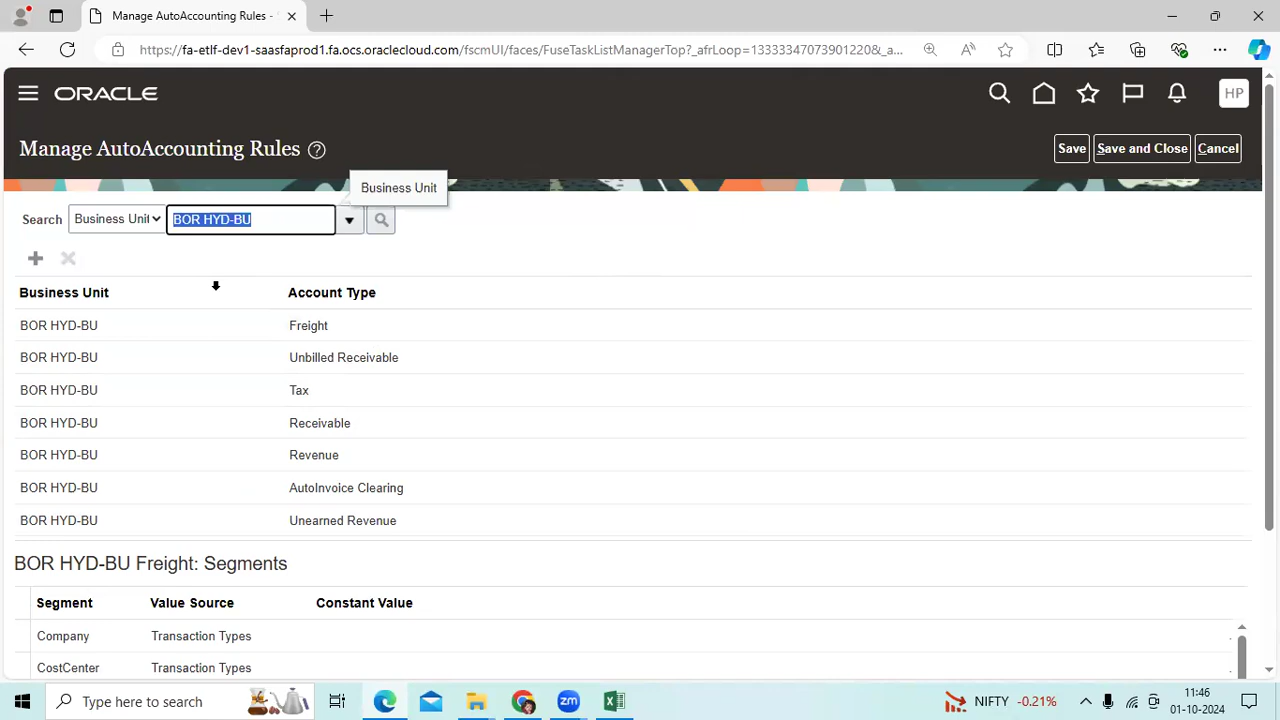 Manage AutoAccounting Rules -
https://fa-etlf-dev1-saasfaprod1.fa.ocs.oraclecloud.com/fscmUI/faces/FuseTaskListManagerTop?_afrLoop=13333347073901220&_a...
ORACLE
HP
Manage AutoAccounting Rules
Save Save and Close Cancel
Business Unit
Search Business Unit BOR HYD-BU
Business Unit Account Type
BOR HYD-BU Freight
BOR HYD-BU Unbilled Receivable
BOR HYD-BU Tax
BOR HYD-BU Receivable
BOR HYD-BU Revenue
BOR HYD-BU AutoInvoice Clearing
BOR HYD-BU Unearned Revenue
BOR HYD-BU Freight: Segments
Segment Value Source Constant Value
Company Transaction Types
CostCenter Transaction Types
Type here to search
zm
NIFTY -0.21%
11:46
01-10-2024